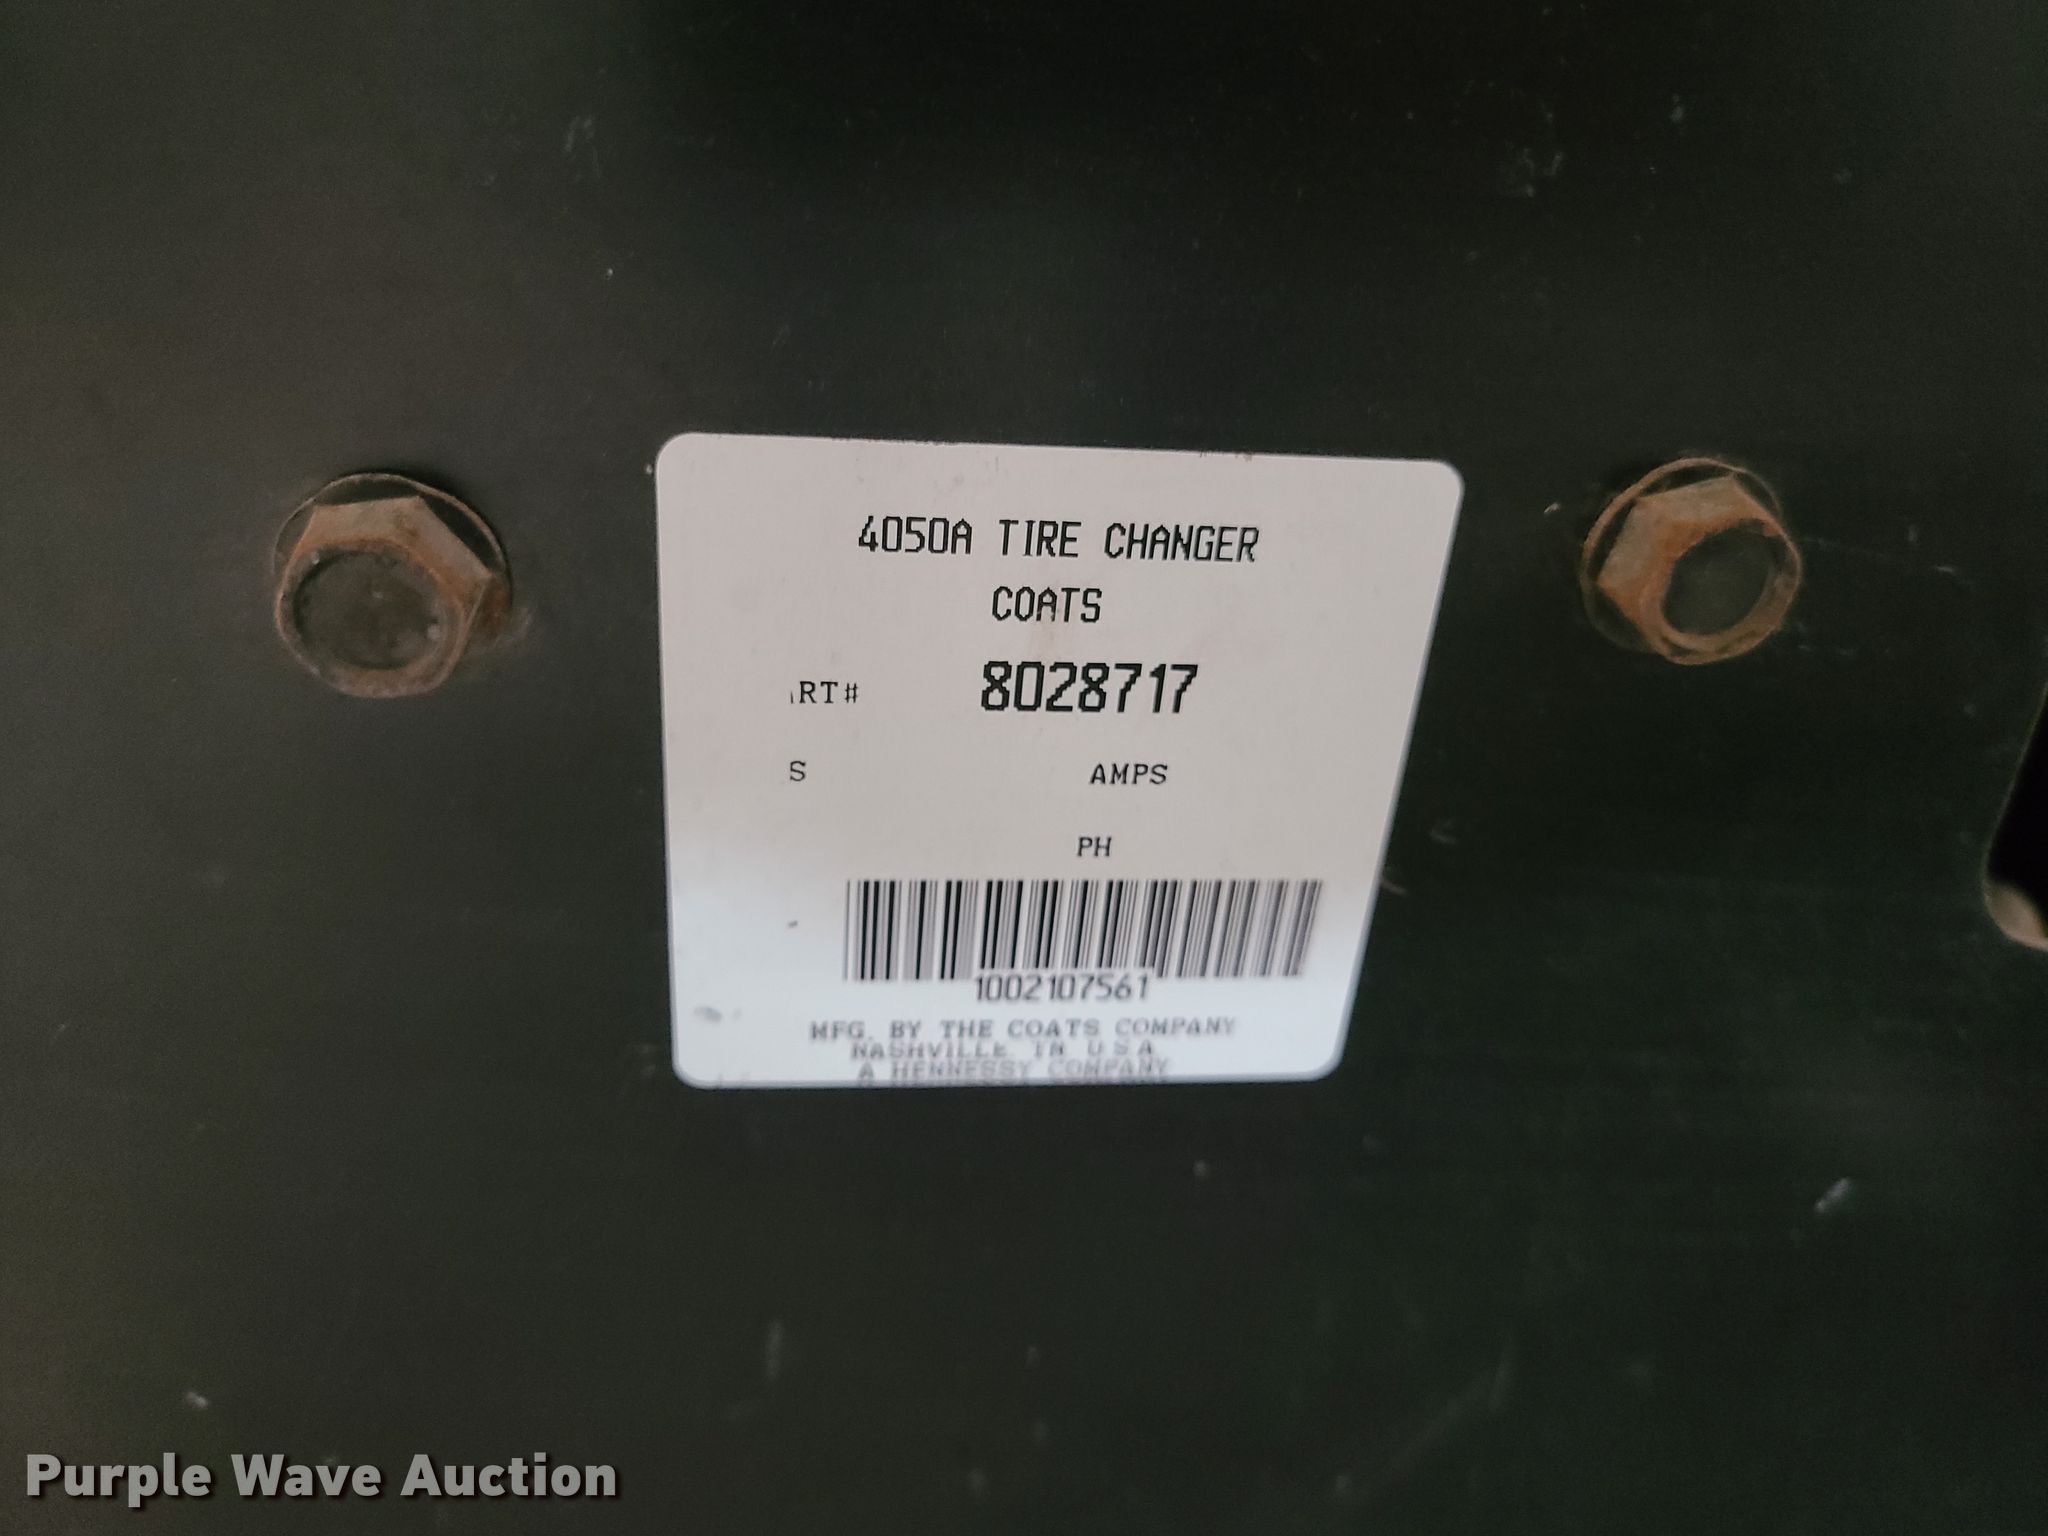 4050A TIRE CHANGER
COATS
RT# 8028717
S AMPS
PH
1002107561
MFG. BY THE COATS COMPANY
NASHVILLE TN USA
A HENNESSY COMPANY
Purple Wave Auction